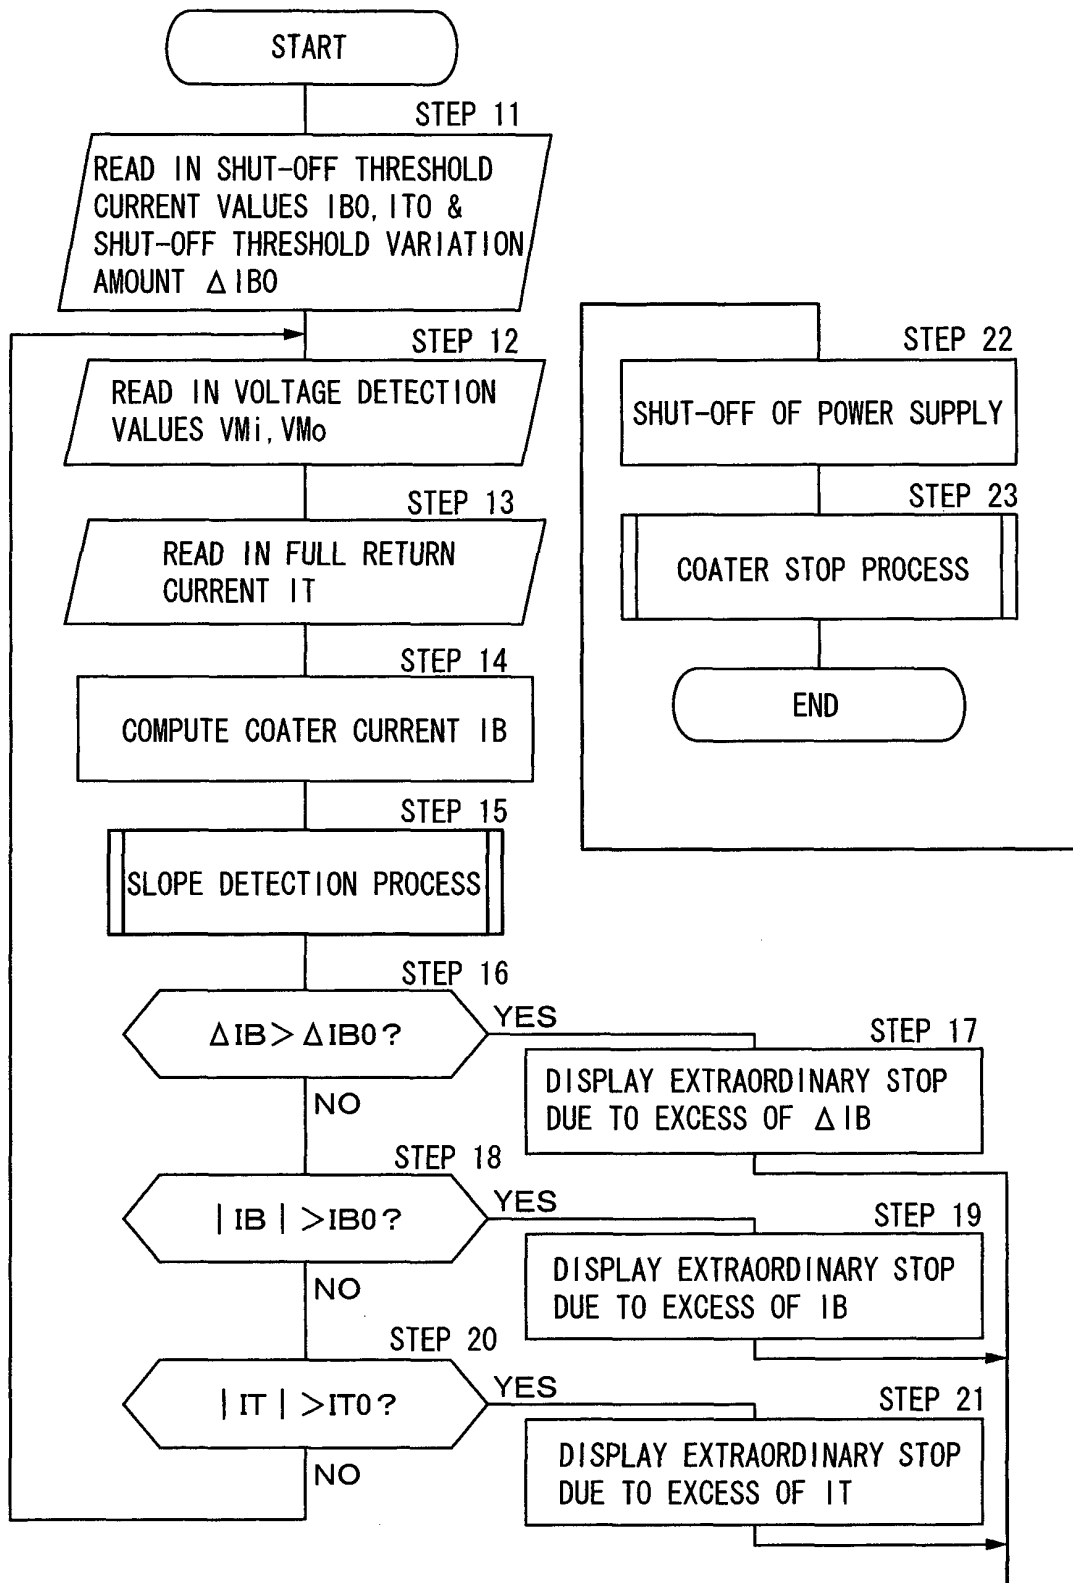 START
STEP 11
READ IN SHUT-OFF THRESHOLD
CURRENT VALUES IB0, IT0 &
SHUT-OFF THRESHOLD VARIATION
AMOUNT Δ IB0
STEP 12
READ IN VOLTAGE DETECTION
VALUES VMi, VMo
STEP 13
READ IN FULL RETURN
CURRENT IT
STEP 14
COMPUTE COATER CURRENT IB
STEP 15
SLOPE DETECTION PROCESS
STEP 16
Δ IB > Δ IB0 ?
YES
NO
STEP 17
DISPLAY EXTRAORDINARY STOP
DUE TO EXCESS OF Δ IB
STEP 18
| IB | > IB0 ?
YES
NO
STEP 19
DISPLAY EXTRAORDINARY STOP
DUE TO EXCESS OF IB
STEP 20
| IT | > IT0 ?
YES
NO
STEP 21
DISPLAY EXTRAORDINARY STOP
DUE TO EXCESS OF IT
STEP 22
SHUT-OFF OF POWER SUPPLY
STEP 23
COATER STOP PROCESS
END